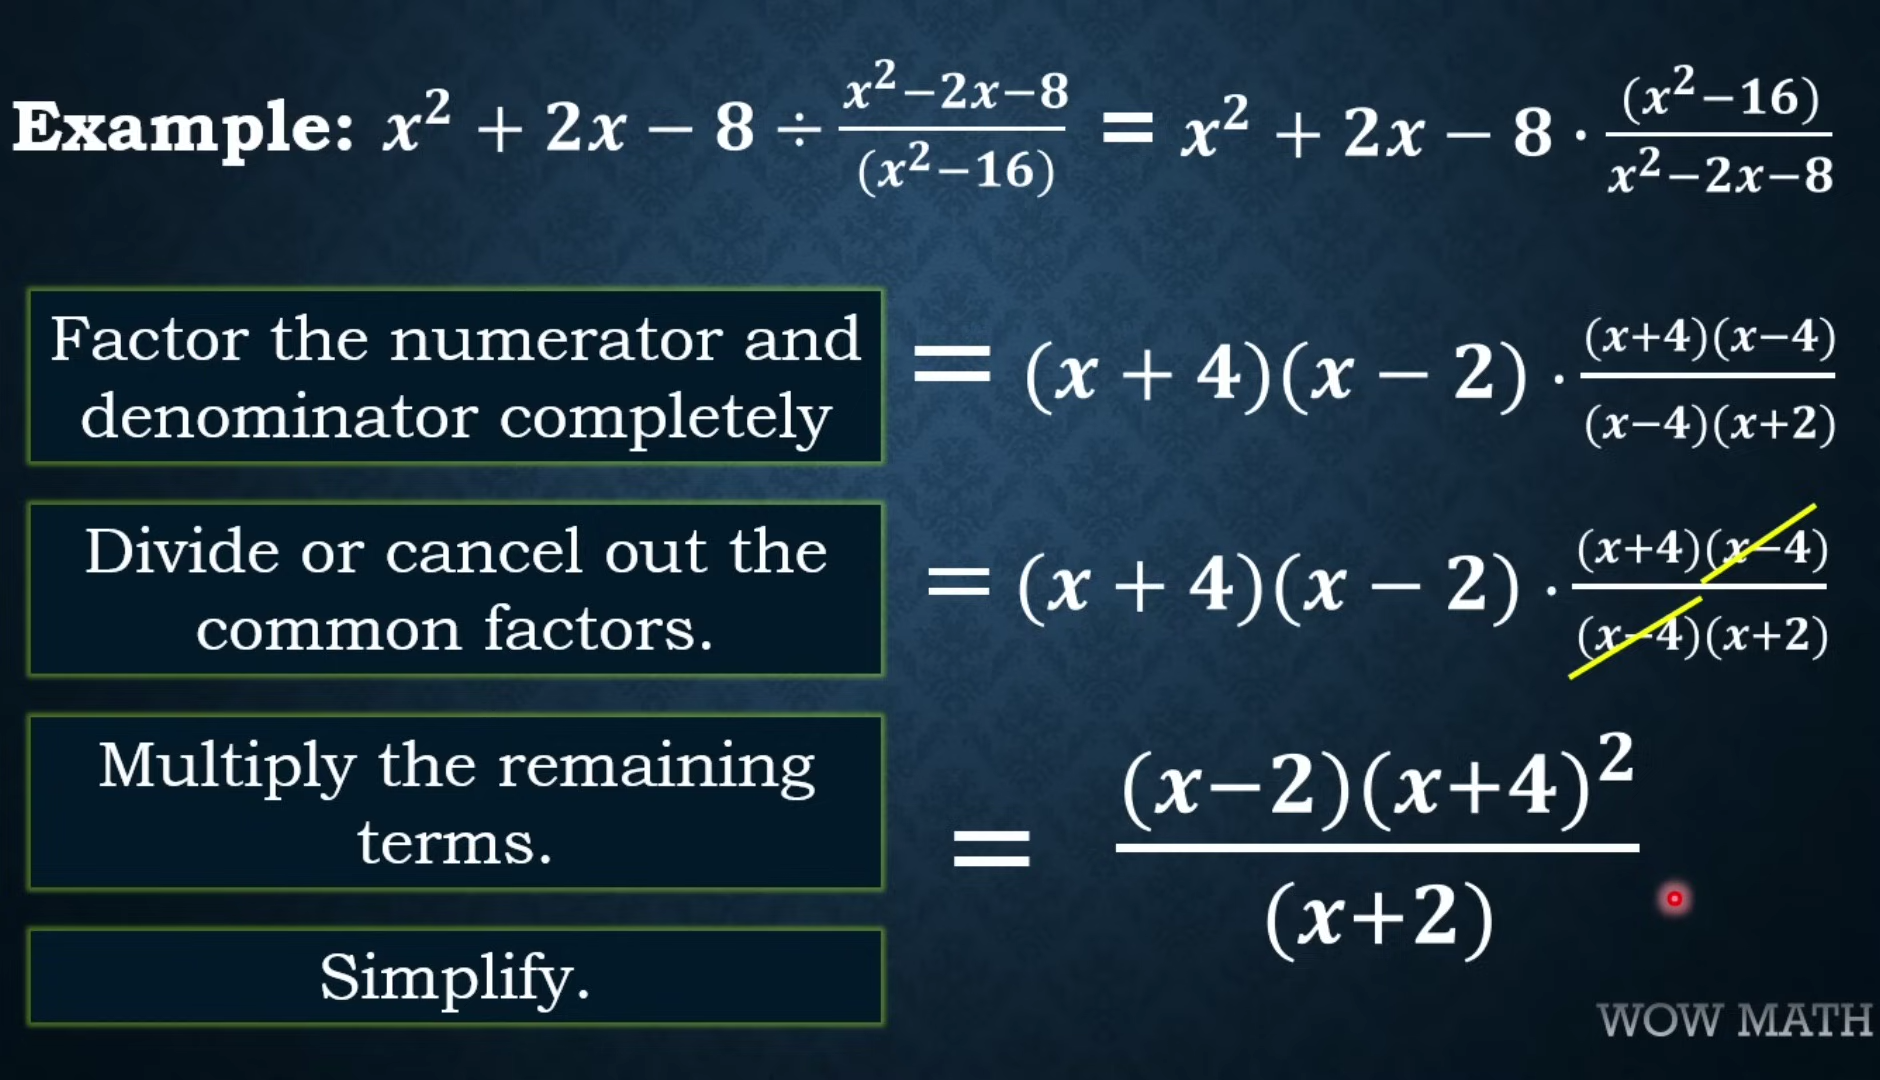 Example: x² + 2x − 8 ÷ (x²−2x−8)/((x²−16)) = x² + 2x − 8 · ((x²−16))/(x²−2x−8)
Factor the numerator and
denominator completely
= (x + 4)(x − 2) · ((x+4)(x−4))/((x−4)(x+2))
Divide or cancel out the
common factors.
= (x + 4)(x − 2) · ((x+4)(x−4))/((x−4)(x+2))
Multiply the remaining
terms.
= ((x−2)(x+4)²)/((x+2))
Simplify.
WOW MATH